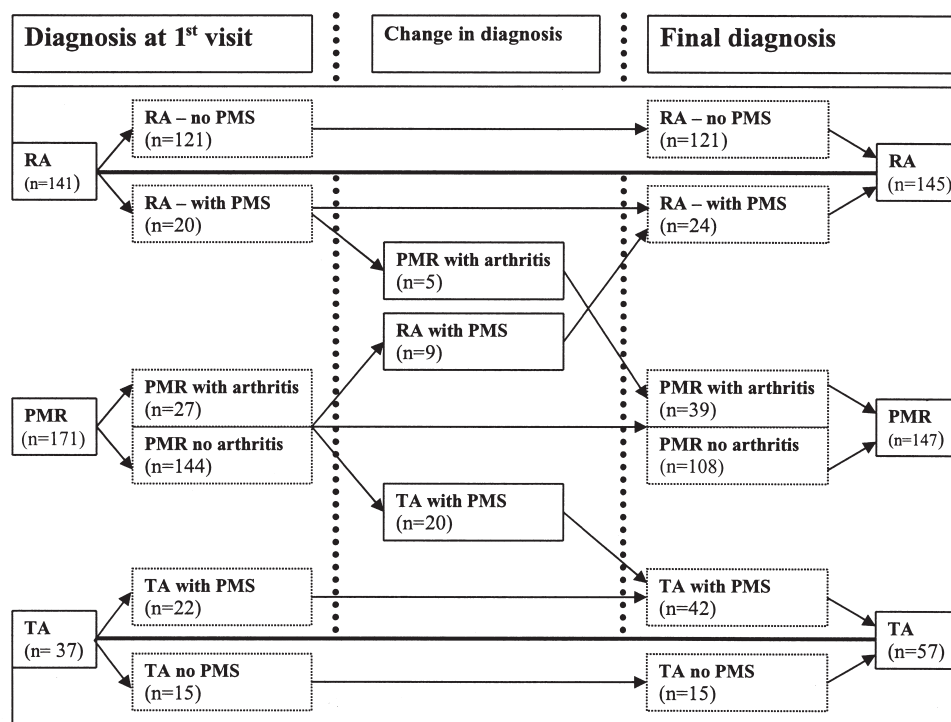 Diagnosis at 1st visit
Change in diagnosis
Final diagnosis
RA – no PMS
(n=121)
RA – no PMS
(n=121)
RA
(n=141)
RA
(n=145)
RA – with PMS
(n=20)
RA – with PMS
(n=24)
PMR with arthritis
(n=5)
RA with PMS
(n=9)
PMR with arthritis
(n=27)
PMR with arthritis
(n=39)
PMR
(n=171)
PMR
(n=147)
PMR no arthritis
(n=144)
PMR no arthritis
(n=108)
TA with PMS
(n=20)
TA with PMS
(n=22)
TA with PMS
(n=42)
TA
(n= 37)
TA
(n=57)
TA no PMS
(n=15)
TA no PMS
(n=15)